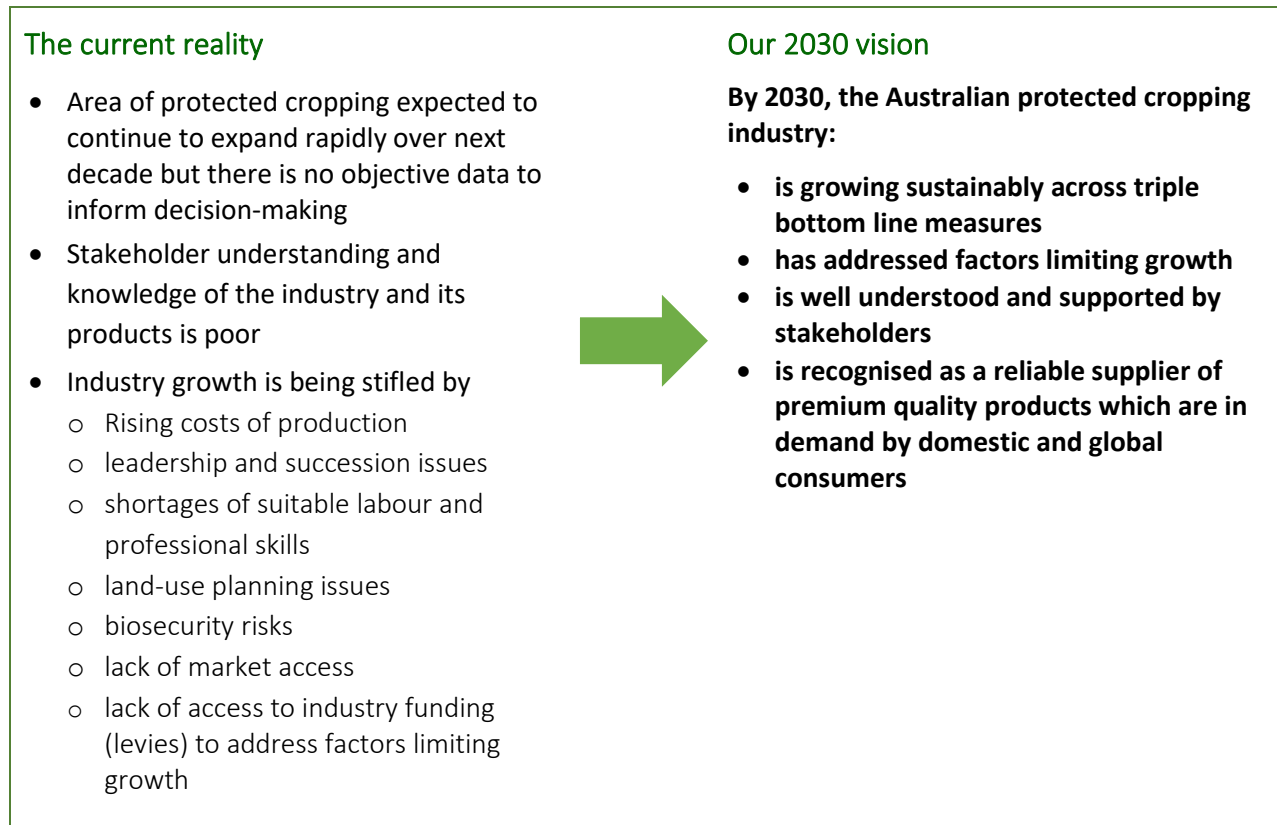 The current reality
• Area of protected cropping expected to
continue to expand rapidly over next
decade but there is no objective data to
inform decision-making
• Stakeholder understanding and
knowledge of the industry and its
products is poor
• Industry growth is being stifled by
o Rising costs of production
o leadership and succession issues
o shortages of suitable labour and
professional skills
o land-use planning issues
o biosecurity risks
o lack of market access
o lack of access to industry funding
(levies) to address factors limiting
growth
Our 2030 vision
By 2030, the Australian protected cropping
industry:
• is growing sustainably across triple
bottom line measures
• has addressed factors limiting growth
• is well understood and supported by
stakeholders
• is recognised as a reliable supplier of
premium quality products which are in
demand by domestic and global
consumers